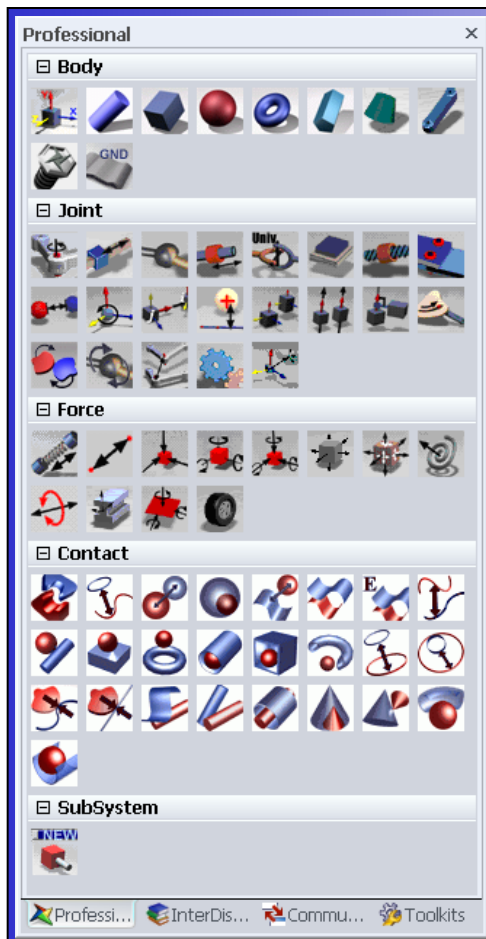 Professional
Body
GND
Joint
Univ.
Force
Contact
E
SubSystem
NEW
Professi... InterDis... Commu... Toolkits